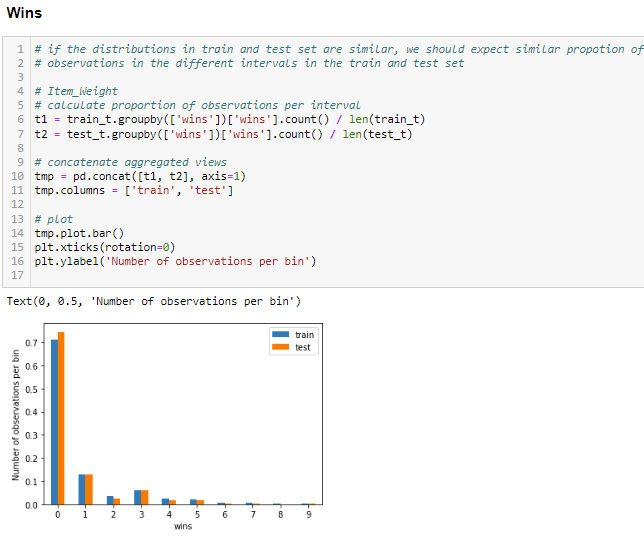 Wins
1 # if the distributions in train and test set are similar, we should expect similar propotion of
2 # observations in the different intervals in the train and test set
3
4 # Item_Weight
5 # calculate proportion of observations per interval
6 t1 = train_t.groupby(['wins'])['wins'].count() / len(train_t)
7 t2 = test_t.groupby(['wins'])['wins'].count() / len(test_t)
8
9 # concatenate aggregated views
10 tmp = pd.concat([t1, t2], axis=1)
11 tmp.columns = ['train', 'test']
12
13 # plot
14 tmp.plot.bar()
15 plt.xticks(rotation=0)
16 plt.ylabel('Number of observations per bin')
17
Text(0, 0.5, 'Number of observations per bin')
train
test
Number of observations per bin
0.7
0.6
0.5
0.4
0.3
0.2
0.1
0.0
0 1 2 3 4 5 6 7 8 9
wins